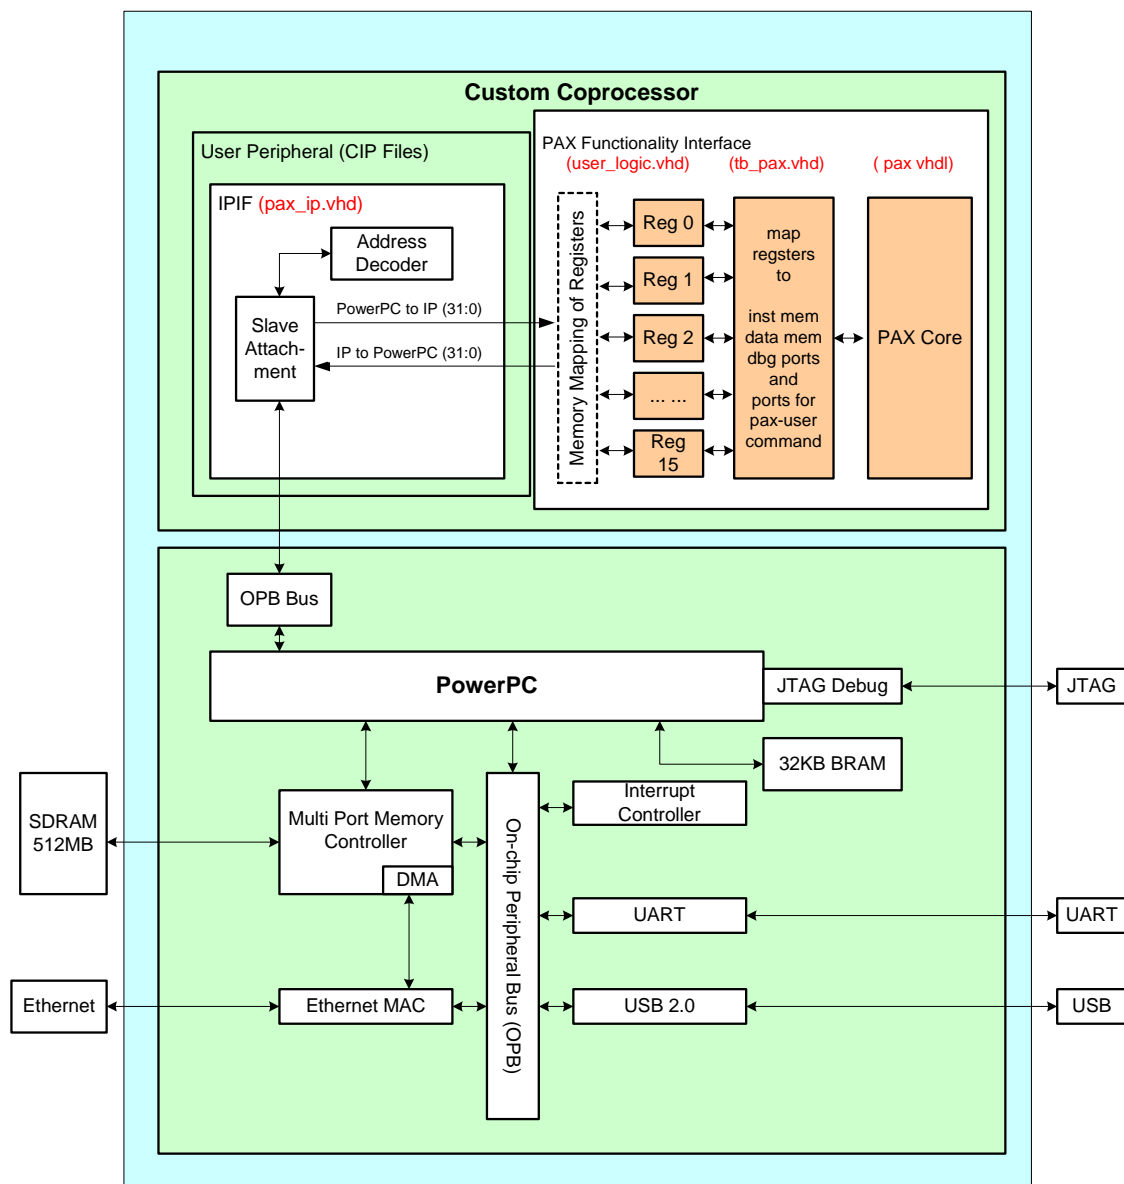 Custom Coprocessor
User Peripheral (CIP Files)
IPIF (pax_ip.vhd)
Address
Decoder
Slave
Attach-
ment
PowerPC to IP (31:0)
IP to PowerPC (31:0)
PAX Functionality Interface
(user_logic.vhd)
(tb_pax.vhd)
( pax vhdl)
Memory Mapping of Registers
Reg 0
Reg 1
Reg 2
... ...
Reg
15
map
regsters
to
inst mem
data mem
dbg ports
and
ports for
pax-user
command
PAX Core
OPB Bus
PowerPC
JTAG Debug
JTAG
32KB BRAM
SDRAM
512MB
Multi Port Memory
Controller
DMA
On-chip Peripheral Bus (OPB)
Interrupt
Controller
UART
UART
Ethernet
Ethernet MAC
USB 2.0
USB